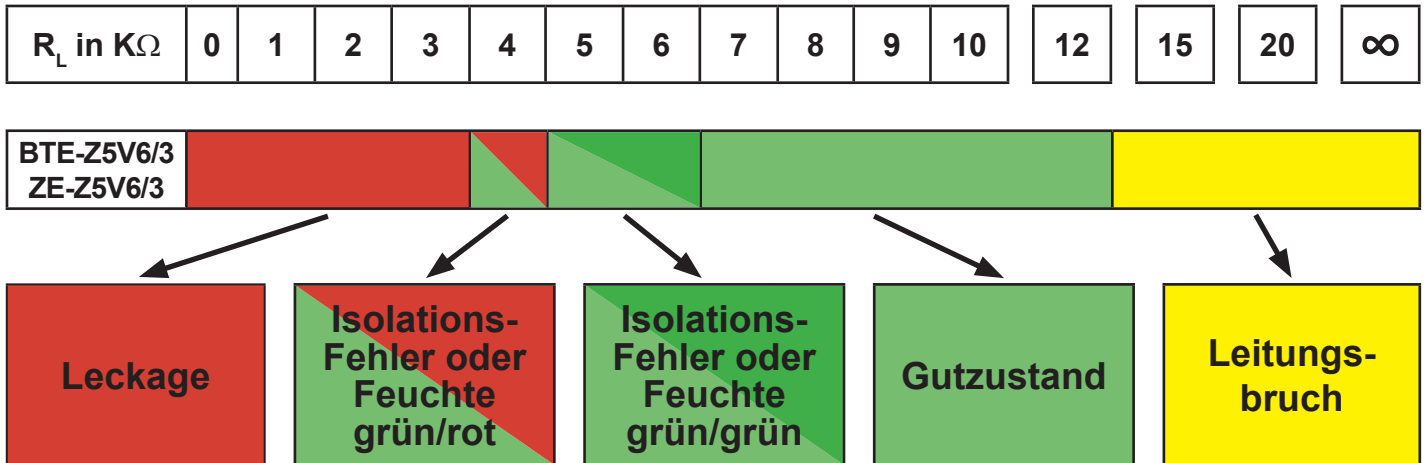 R_L in KΩ 0 1 2 3 4 5 6 7 8 9 10 12 15 20 ∞
BTE-Z5V6/3
ZE-Z5V6/3
Leckage
Isolations-
Fehler oder
Feuchte
grün/rot
Isolations-
Fehler oder
Feuchte
grün/grün
Gutzustand
Leitungs-
bruch